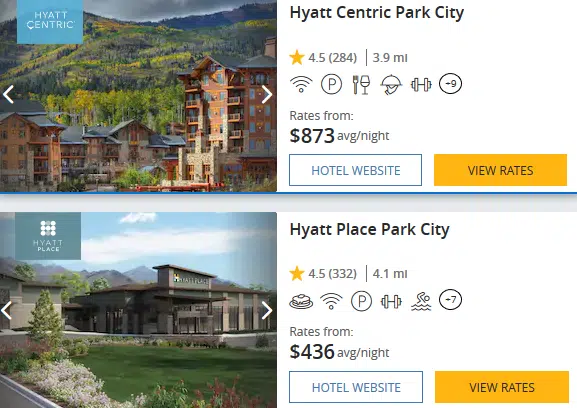 HYATT
CENTRIC
Hyatt Centric Park City
4.5 (284) 3.9 mi
P
+9
Rates from:
$873 avg/night
HOTEL WEBSITE VIEW RATES
HYATT
PLACE
Hyatt Place Park City
4.5 (332) 4.1 mi
P
+7
Rates from:
$436 avg/night
HOTEL WEBSITE VIEW RATES